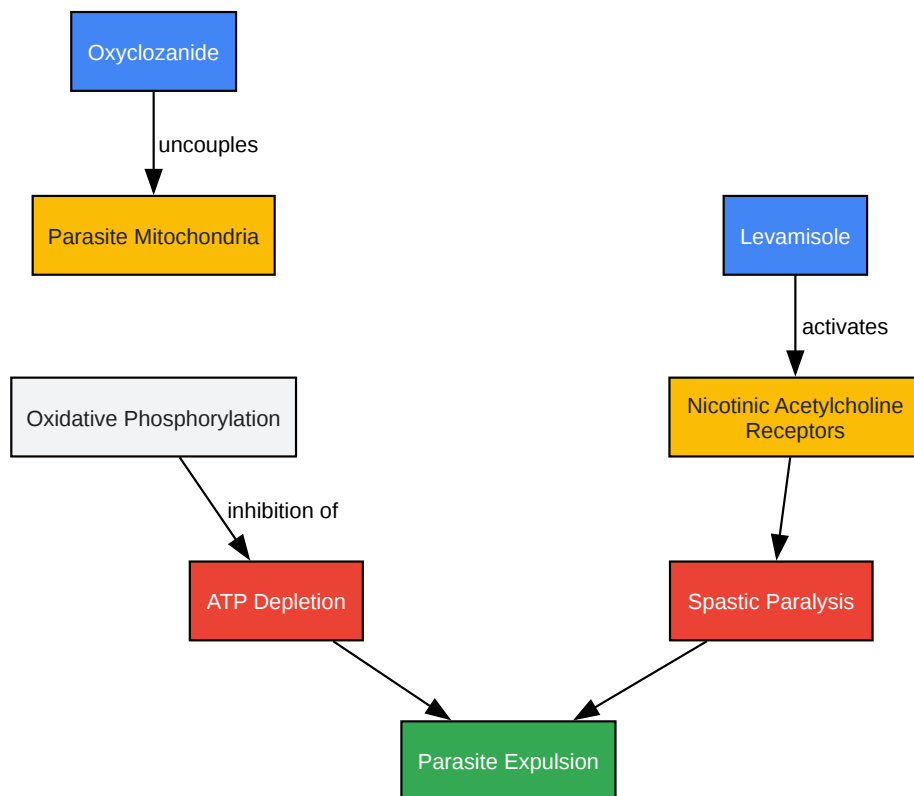 Oxyclozanide
uncouples
Parasite Mitochondria
Levamisole
activates
Oxidative Phosphorylation
Nicotinic Acetylcholine
Receptors
inhibition of
ATP Depletion
Spastic Paralysis
Parasite Expulsion